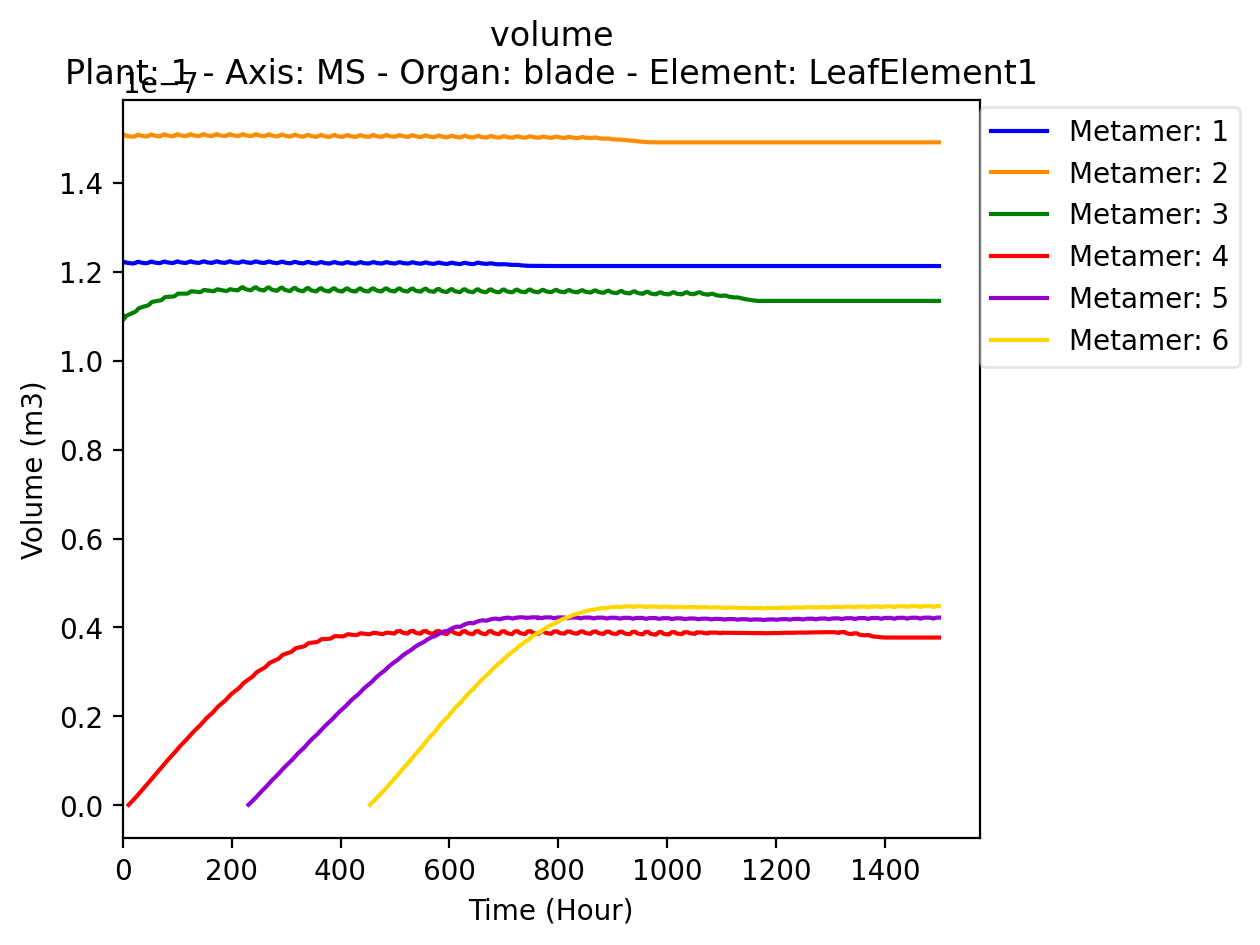 volume
Plant: 1 - Axis: MS - Organ: blade - Element: LeafElement1
1e−7
Metamer: 1
Metamer: 2
Metamer: 3
Metamer: 4
Metamer: 5
Metamer: 6
1.4
1.2
1.0
0.8
0.6
0.4
0.2
0.0
Volume (m3)
0 200 400 600 800 1000 1200 1400
Time (Hour)